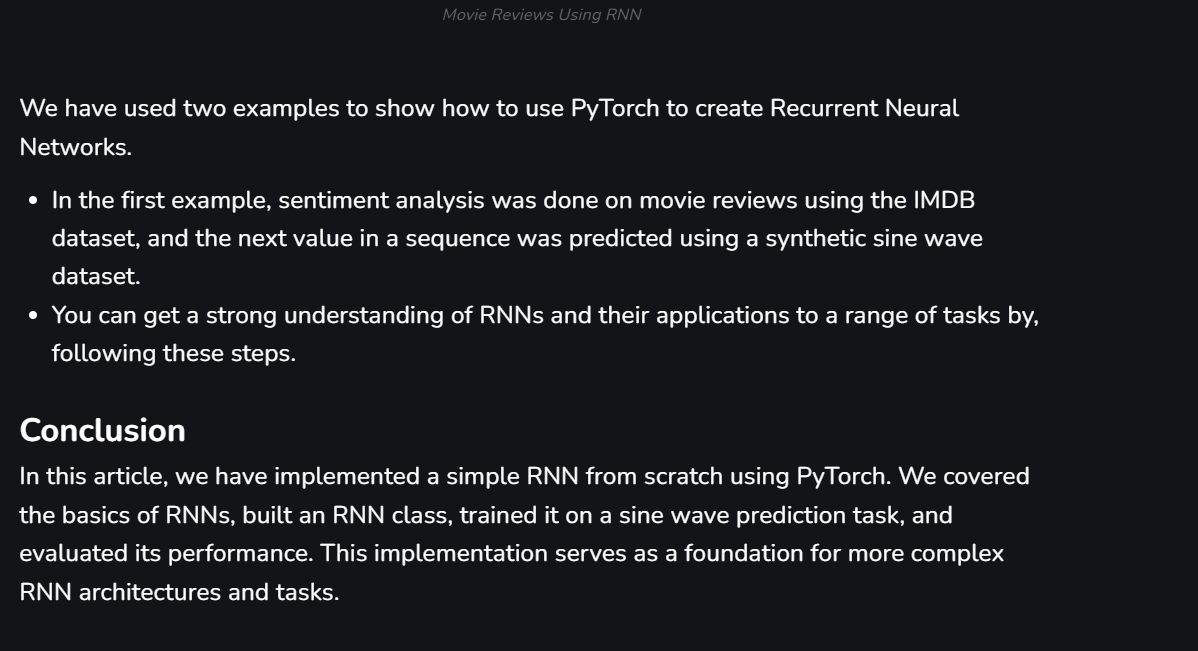 Movie Reviews Using RNN
We have used two examples to show how to use PyTorch to create Recurrent Neural
Networks.
• In the first example, sentiment analysis was done on movie reviews using the IMDB
dataset, and the next value in a sequence was predicted using a synthetic sine wave
dataset.
• You can get a strong understanding of RNNs and their applications to a range of tasks by,
following these steps.
Conclusion
In this article, we have implemented a simple RNN from scratch using PyTorch. We covered
the basics of RNNs, built an RNN class, trained it on a sine wave prediction task, and
evaluated its performance. This implementation serves as a foundation for more complex
RNN architectures and tasks.